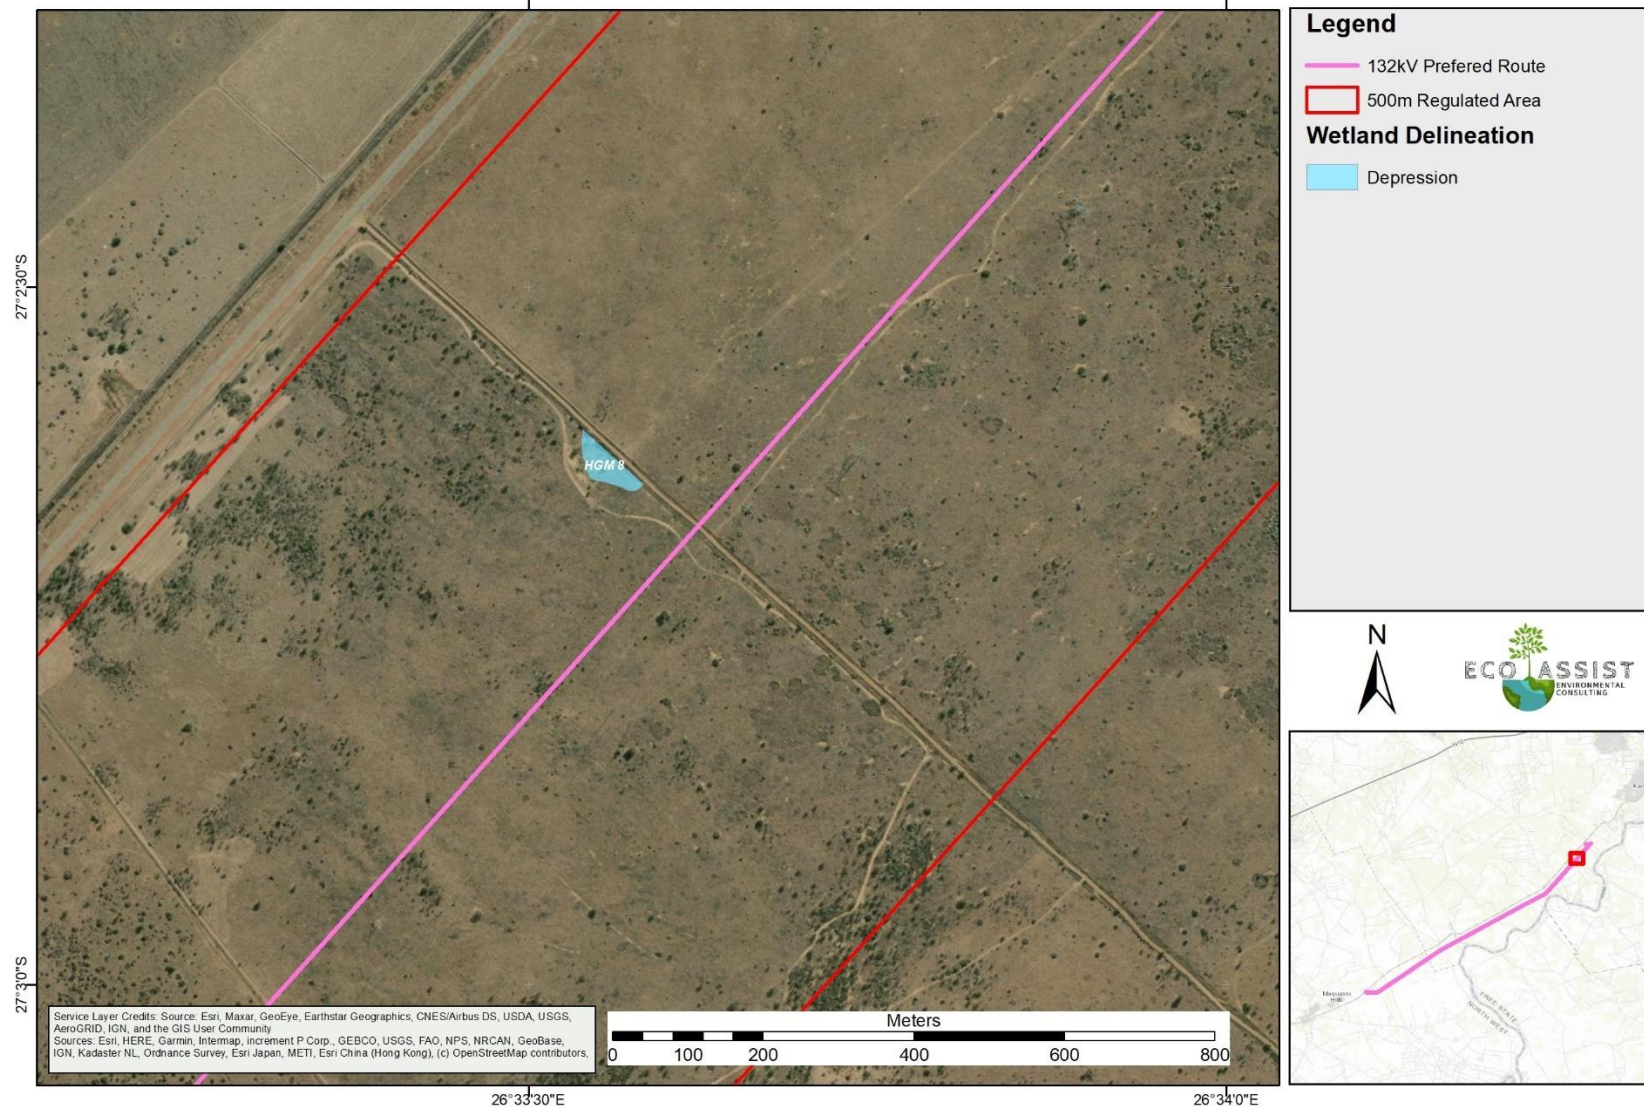 Legend
132kV Prefered Route
500m Regulated Area
Wetland Delineation
Depression
27°2'30"S
HGM 8
N
ECO ASSIST
ENVIRONMENTAL
CONSULTING
FREE STATE
NORTH WEST
27°3'0"S
Service Layer Credits: Source: Esri, Maxar, GeoEye, Earthstar Geographics, CNES/Airbus DS, USDA, USGS,
AeroGRID, IGN, and the GIS User Community
Sources: Esri, HERE, Garmin, Intermap, increment P Corp., GEBCO, USGS, FAO, NPS, NRCAN, GeoBase,
IGN, Kadaster NL, Ordnance Survey, Esri Japan, METI, Esri China (Hong Kong), (c) OpenStreetMap contributors,
Meters
0 100 200 400 600 800
26°33'30"E
26°34'0"E